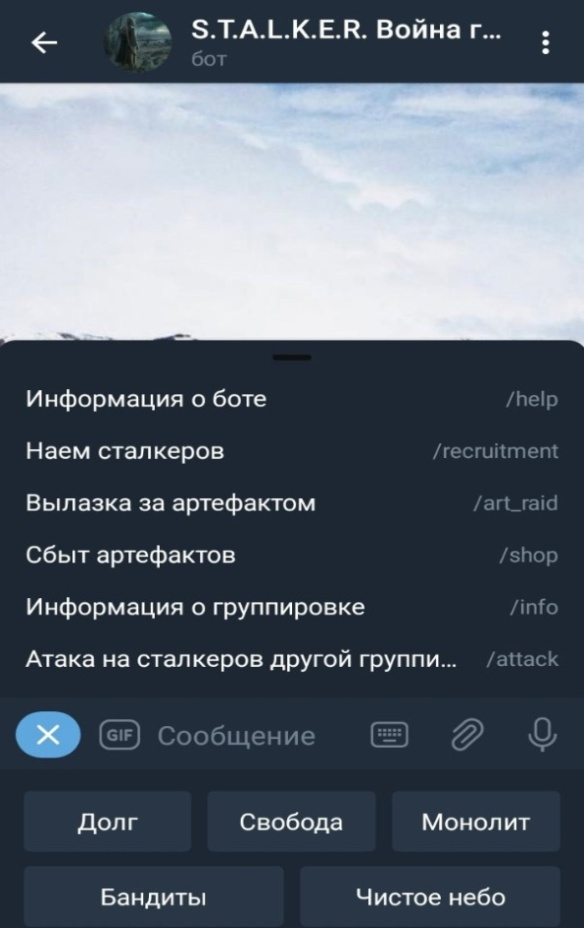 S.T.A.L.K.E.R. Война г...
бот
Информация о боте /help
Наем сталкеров /recruitment
Вылазка за артефактом /art_raid
Сбыт артефактов /shop
Информация о группировке /info
Атака на сталкеров другой группи... /attack
GIF Сообщение
Долг Свобода Монолит
Бандиты Чистое небо